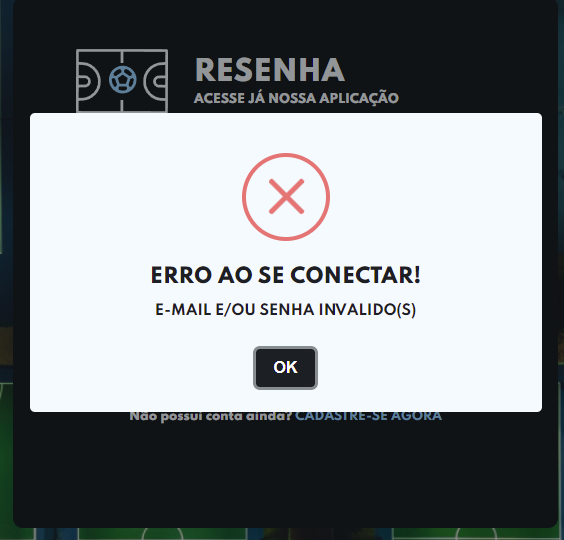 RESENHA
ACESSE JÁ NOSSA APLICAÇÃO
ERRO AO SE CONECTAR!
E-MAIL E/OU SENHA INVALIDO(S)
OK
Não possui conta ainda? CADASTRE-SE AGORA